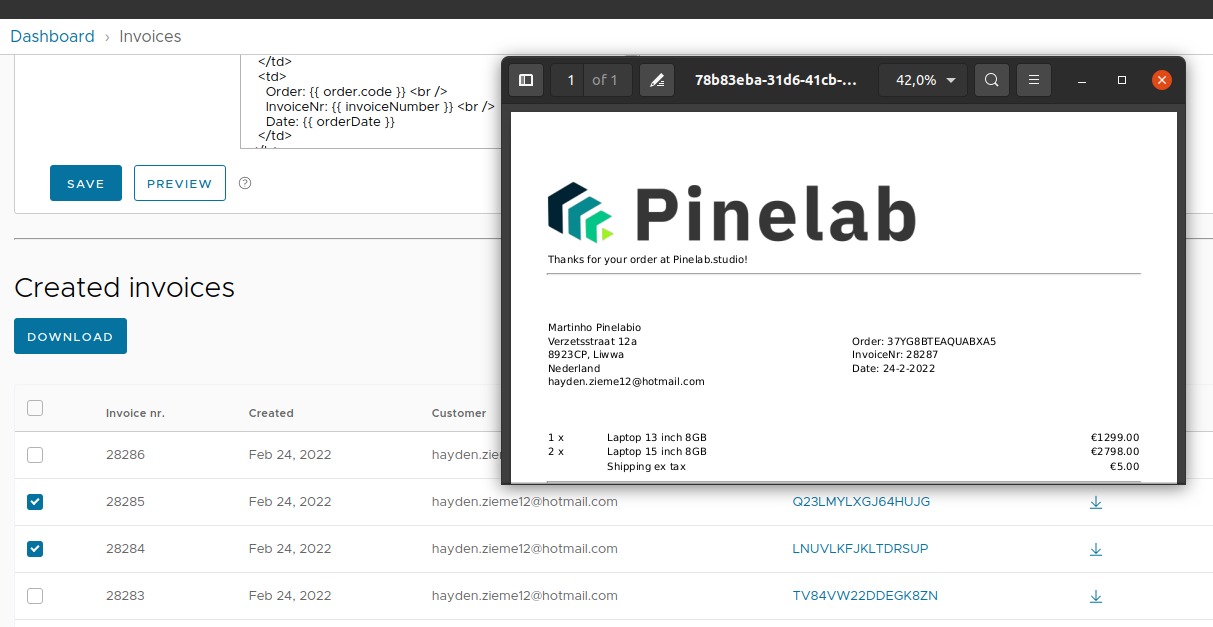 Dashboard › Invoices
</td>
<td>
Order: {{ order.code }} <br />
InvoiceNr: {{ invoiceNumber }} <br />
Date: {{ orderDate }}
</td>
SAVE PREVIEW ?
Created invoices
DOWNLOAD
Invoice nr. Created Customer
28286 Feb 24, 2022
28285 Feb 24, 2022 hayden.zieme12@hotmail.com Q23LMYLXGJ64HUJG
28284 Feb 24, 2022 hayden.zieme12@hotmail.com LNUVLKFJKLTDRSUP
28283 Feb 24, 2022 hayden.zieme12@hotmail.com TV84VW22DDEGK8ZN
1 of 1 78b83eba-31d6-41cb-... 42,0%
Pinelab
Thanks for your order at Pinelab.studio!
Martinho Pinelabio
Verzetsstraat 12a
8923CP, Liwwa
Nederland
hayden.zieme12@hotmail.com
Order: 37YG8BTEAQUABXA5
InvoiceNr: 28287
Date: 24-2-2022
1 x Laptop 13 inch 8GB €1299.00
2 x Laptop 15 inch 8GB €2798.00
Shipping ex tax €5.00